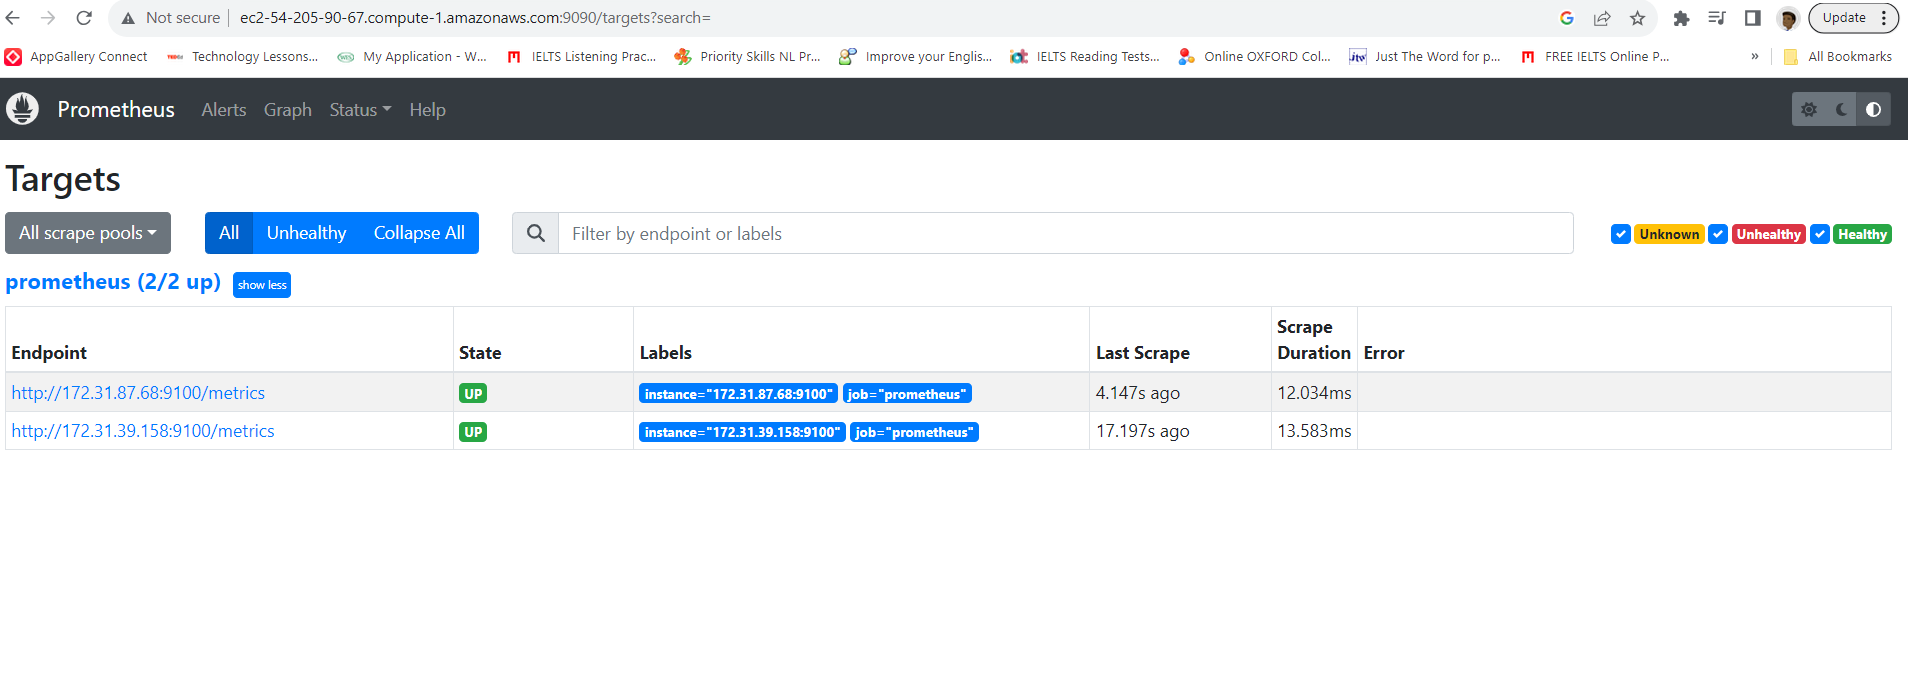 Not secure ec2-54-205-90-67.compute-1.amazonaws.com:9090/targets?search= Update
AppGallery Connect Technology Lessons... My Application - W... IELTS Listening Prac... Priority Skills NL Pr... Improve your Englis... IELTS Reading Tests... Online OXFORD Col... Just The Word for p... FREE IELTS Online P... » All Bookmarks
Prometheus Alerts Graph Status Help
Targets
All scrape pools All Unhealthy Collapse All Filter by endpoint or labels Unknown Unhealthy Healthy
prometheus (2/2 up) show less
Endpoint State Labels Last Scrape Scrape Duration Error
http://172.31.87.68:9100/metrics UP instance="172.31.87.68:9100" job="prometheus" 4.147s ago 12.034ms
http://172.31.39.158:9100/metrics UP instance="172.31.39.158:9100" job="prometheus" 17.197s ago 13.583ms